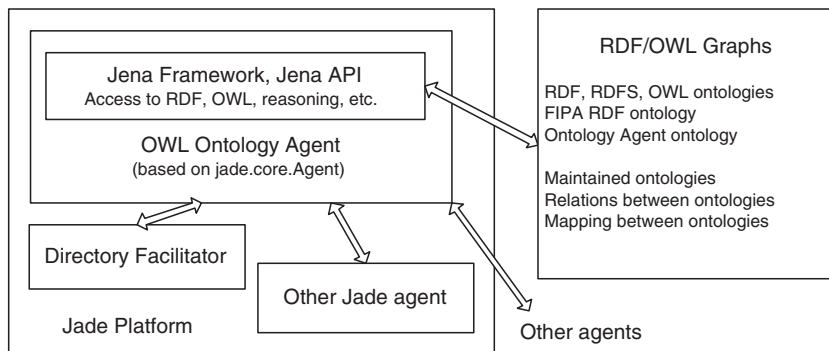 Jena Framework, Jena API
Access to RDF, OWL, reasoning, etc.
OWL Ontology Agent
(based on jade.core.Agent)
Directory Facilitator
Other Jade agent
Jade Platform
Other agents
RDF/OWL Graphs
RDF, RDFS, OWL ontologies
FIPA RDF ontology
Ontology Agent ontology
Maintained ontologies
Relations between ontologies
Mapping between ontologies